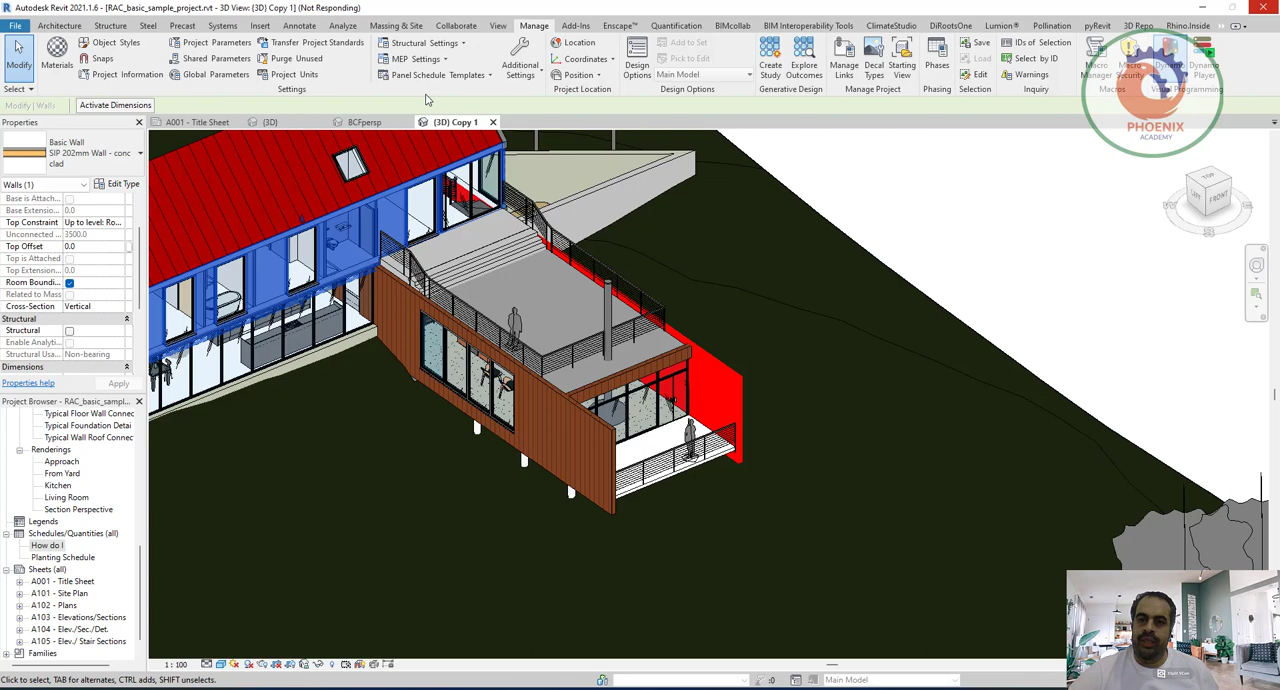 Autodesk Revit 2021.1.6 - RAC_basic_sample_project.rvt - 3D View: {3D} Copy 1 (Not Responding)
File Architecture Structure Steel Precast Systems Insert Annotate Analyze Massing & Site Collaborate View Manage Add-Ins Enscape™ Quantification BIMcollab BIM Interoperability Tools ClimateStudio DiRootsOne Lumion® Pollination pyRevit 3D Repo Rhino.Inside
Object Styles Project Parameters Transfer Project Standards Structural Settings Location Add to Set Save IDs of Selection
Snaps Shared Parameters Purge Unused MEP Settings Coordinates Pick to Edit Load Select by ID
Project Information Global Parameters Project Units Panel Schedule Templates Position Main Model Edit Warnings
Modify Materials Additional Settings Design Options Create Study Explore Outcomes Manage Links Decal Types Starting View Phases Macro Manager Macro Security Dynamo Dynamo Player
Select Settings Project Location Design Options Generative Design Manage Project Phasing Selection Inquiry Macros Visual Programming
PHOENIX
ACADEMY
Modify | Walls Activate Dimensions
Properties
A001 - Title Sheet {3D} BCFpersp {3D} Copy 1
Basic Wall
SIP 202mm Wall - conc
clad
Walls (1) Edit Type
Base is Attach...
Base Extensio... 0.0
Top Constraint Up to level: Ro...
Unconnected ... 3500.0
Top Offset 0.0
Top is Attached
Top Extension... 0.0
Room Boundi...
Related to Mass
Cross-Section Vertical
Structural
Structural
Enable Analyti...
Structural Usa... Non-bearing
Dimensions
Properties help Apply
Project Browser - RAC_basic_samp...
Typical Floor Wall Connec
Typical Foundation Detai
Typical Wall Roof Connec
Renderings
Approach
From Yard
Kitchen
Living Room
Section Perspective
Legends
Schedules/Quantities (all)
How do I
Planting Schedule
Sheets (all)
A001 - Title Sheet
A101 - Site Plan
A102 - Plans
A103 - Elevations/Sections
A104 - Elev./Sec./Det.
A105 - Elev./ Stair Sections
Families
TOP
LEFT FRONT
W S E
1 : 100
Click to select, TAB for alternates, CTRL adds, SHIFT unselects.
:0 Main Model